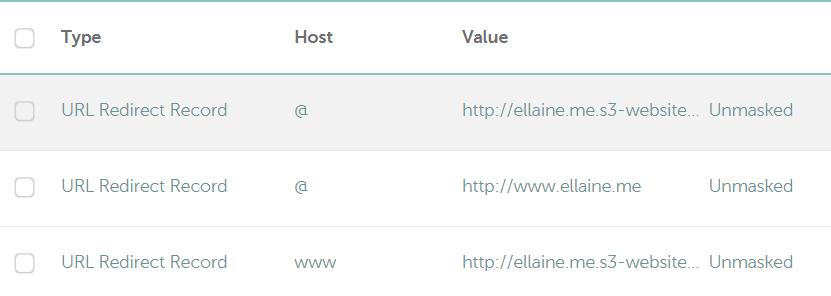 Type Host Value
URL Redirect Record @ http://ellaine.me.s3-website... Unmasked
URL Redirect Record @ http://www.ellaine.me Unmasked
URL Redirect Record www http://ellaine.me.s3-website... Unmasked